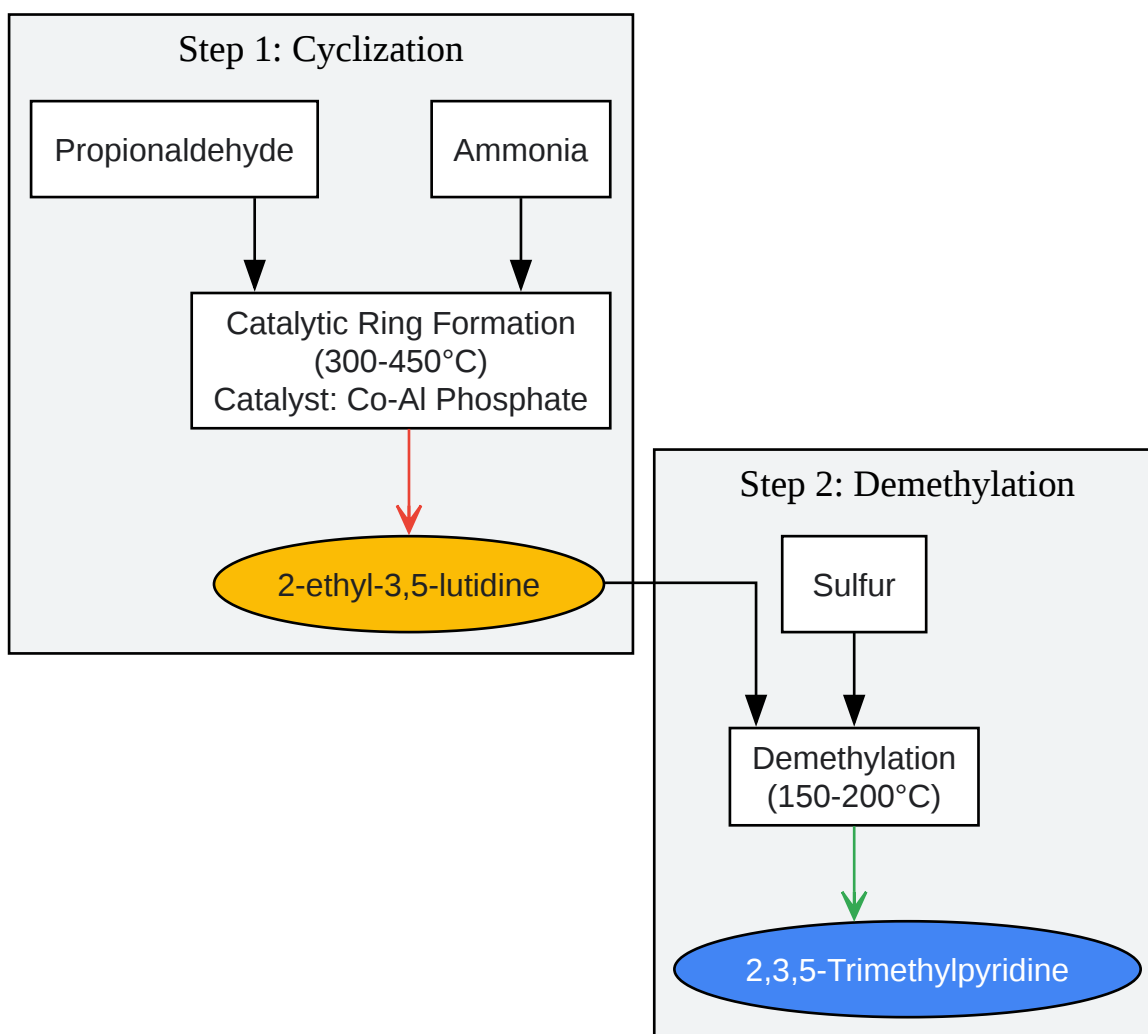 Step 1: Cyclization
Propionaldehyde
Ammonia
Catalytic Ring Formation
(300-450°C)
Catalyst: Co-Al Phosphate
2-ethyl-3,5-lutidine
Step 2: Demethylation
Sulfur
Demethylation
(150-200°C)
2,3,5-Trimethylpyridine